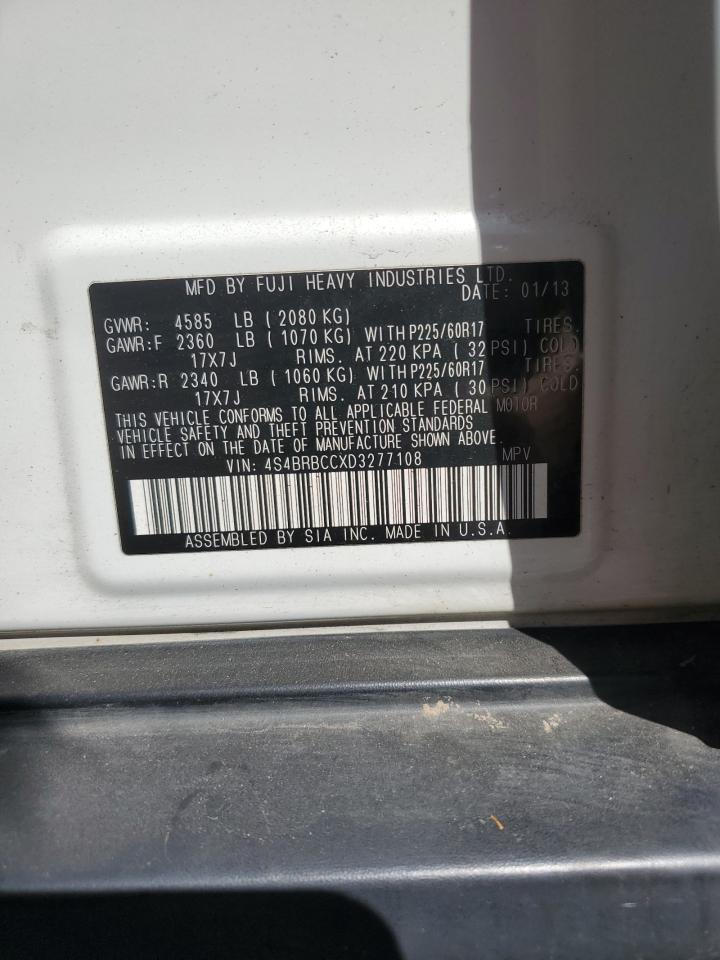 MFD BY FUJI HEAVY INDUSTRIES LTD.
DATE: 01/13
GVWR: 4585 LB ( 2080 KG)
GAWR:F 2360 LB ( 1070 KG) WITH P225/60R17 TIRES.
17X7J RIMS. AT 220 KPA ( 32 PSI) COLD
GAWR:R 2340 LB ( 1060 KG) WITH P225/60R17 TIRES.
17X7J RIMS. AT 210 KPA ( 30 PSI) COLD
THIS VEHICLE CONFORMS TO ALL APPLICABLE FEDERAL MOTOR
VEHICLE SAFETY AND THEFT PREVENTION STANDARDS
IN EFFECT ON THE DATE OF MANUFACTURE SHOWN ABOVE.
VIN: 4S4BRBCCXD3277108 MPV
ASSEMBLED BY SIA INC. MADE IN U.S.A.